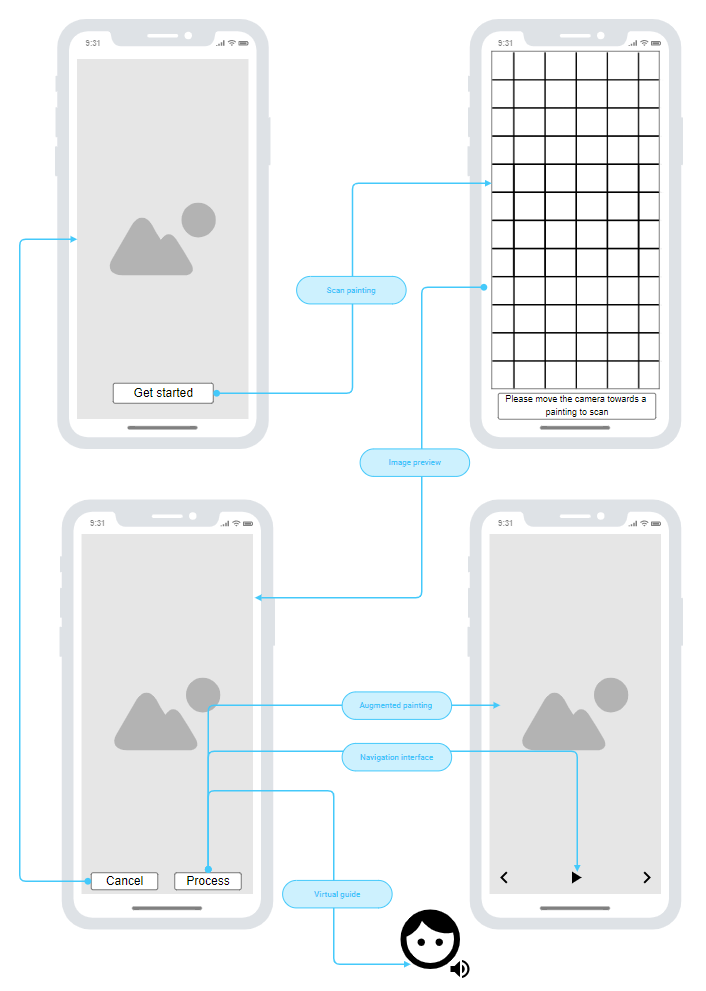 9:31
9:31
Scan painting
Get started
Please move the camera towards a
painting to scan
Image preview
9:31
9:31
Augmented painting
Navigation interface
Cancel
Process
Virtual guide